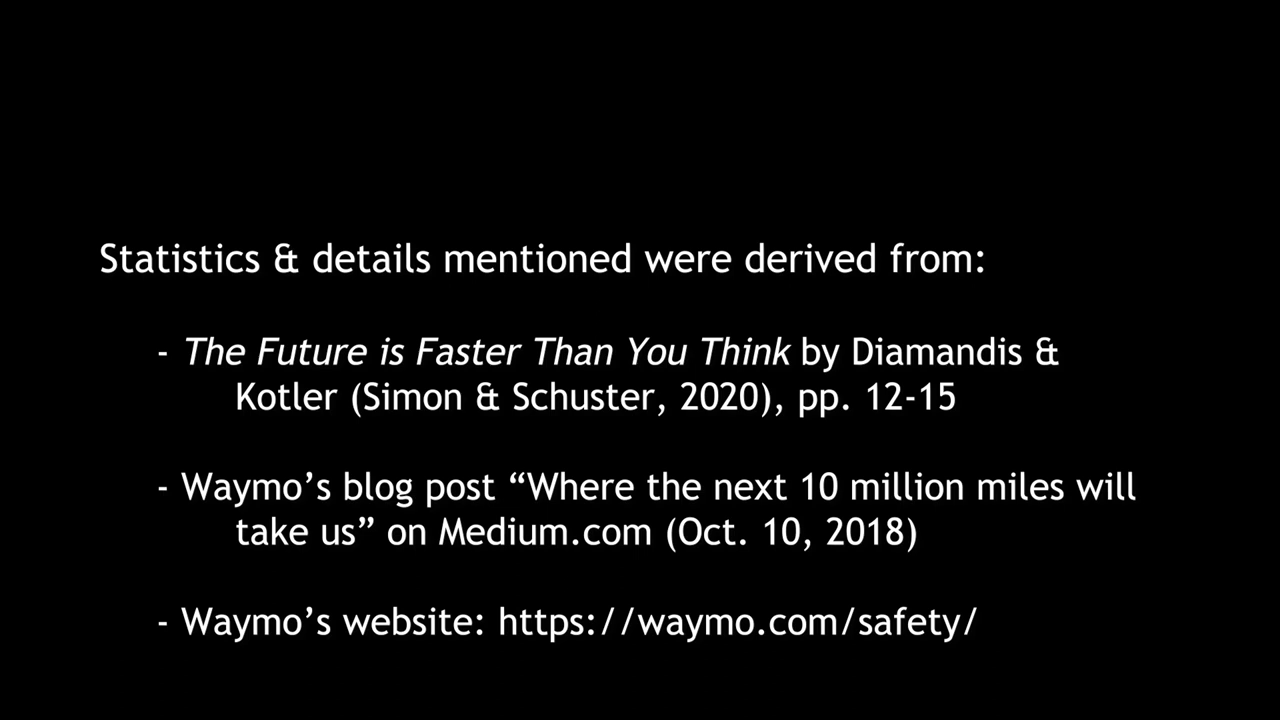 Statistics & details mentioned were derived from:
- The Future is Faster Than You Think by Diamandis &
Kotler (Simon & Schuster, 2020), pp. 12-15
- Waymo’s blog post “Where the next 10 million miles will
take us” on Medium.com (Oct. 10, 2018)
- Waymo’s website: https://waymo.com/safety/